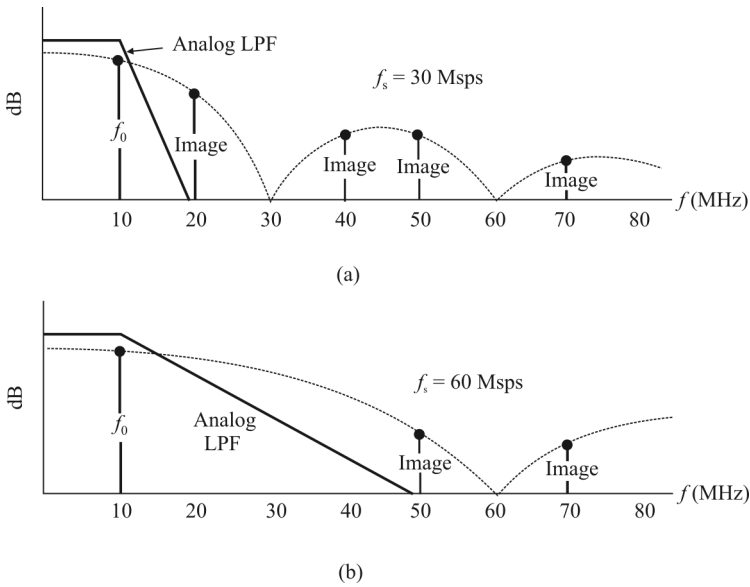 dB
Analog LPF
fs = 30 Msps
f0
Image
Image
Image
Image
10 20 30 40 50 60 70 80 f (MHz)
(a)
dB
fs = 60 Msps
f0
Analog
LPF
Image
Image
10 20 30 40 50 60 70 80 f (MHz)
(b)